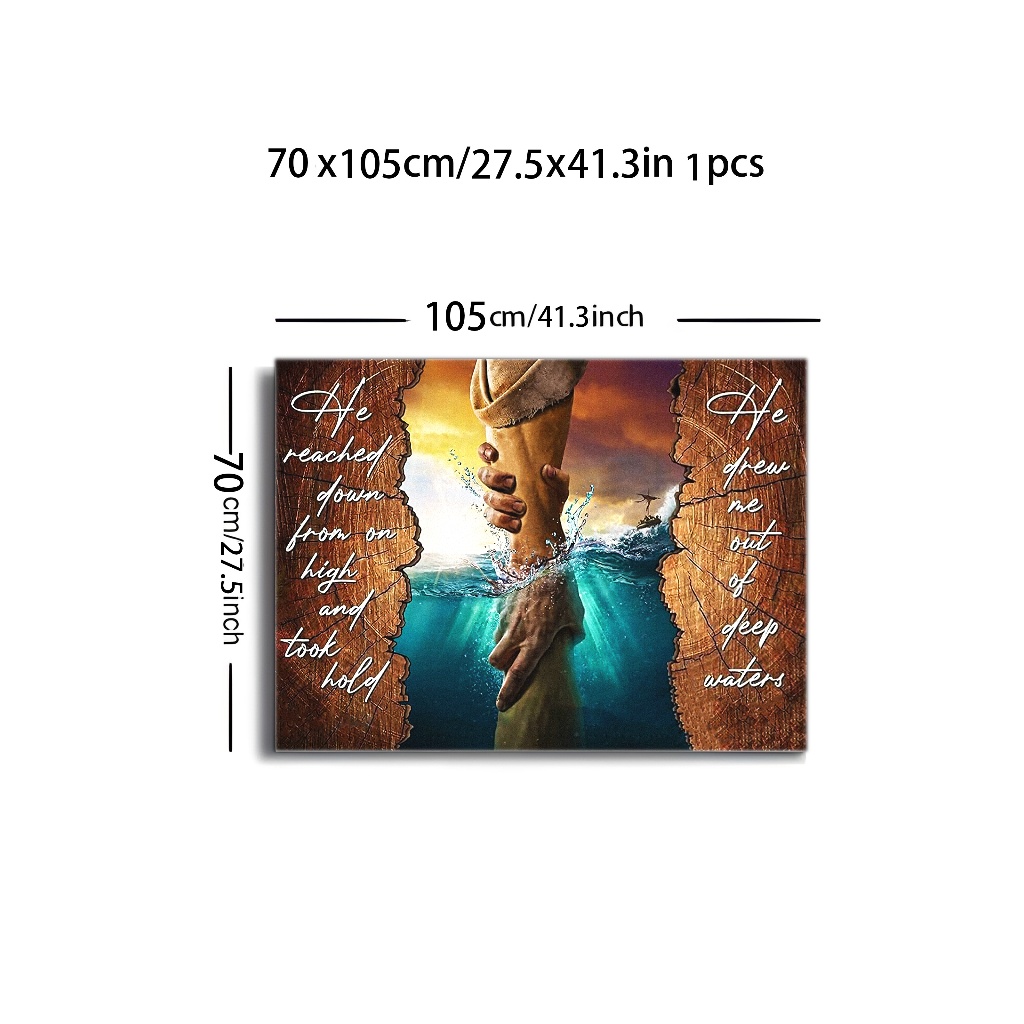 70 x105cm/27.5x41.3in 1pcs
105cm/41.3inch
70cm/27.5inch
He
reached
down
from on
high
and
took
hold
He
drew
me
out
of
deep
waters